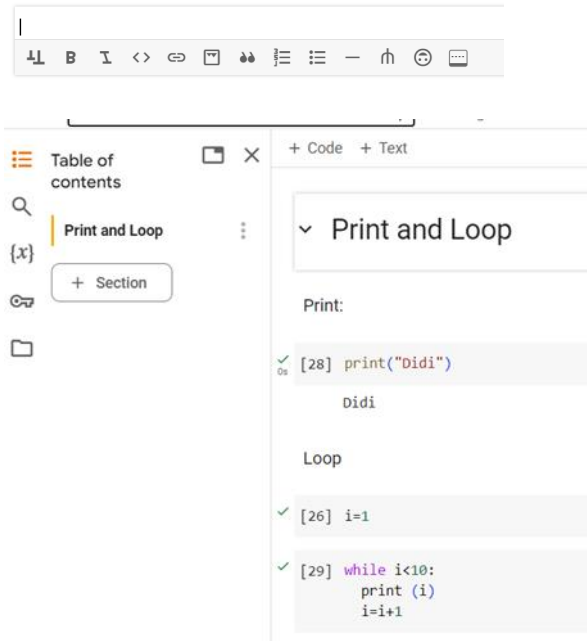 B I <>
Table of
contents
Print and Loop
{x}
+ Section
+ Code + Text
Print and Loop
Print:
0s
[28] print("Didi")
Didi
Loop
[26] i=1
[29] while i<10:
print (i)
i=i+1